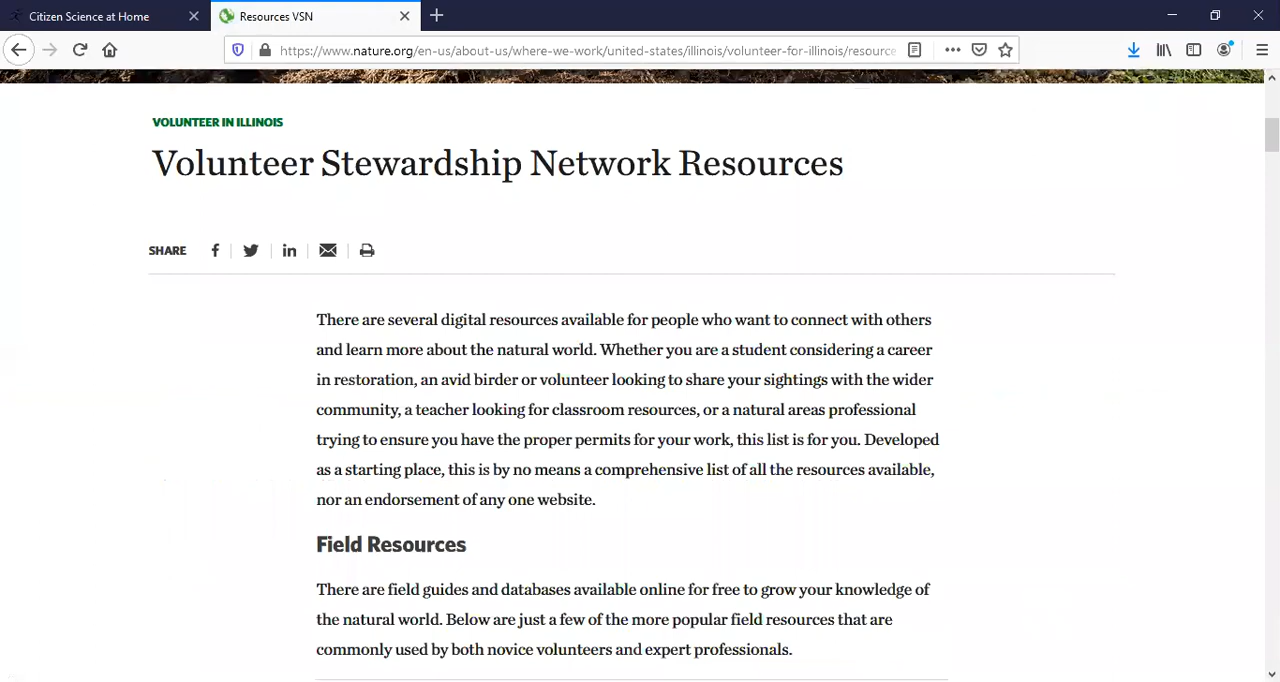 Citizen Science at Home
Resources VSN
https://www.nature.org/en-us/about-us/where-we-work/united-states/illinois/volunteer-for-illinois/resource
VOLUNTEER IN ILLINOIS
Volunteer Stewardship Network Resources
SHARE
There are several digital resources available for people who want to connect with others
and learn more about the natural world. Whether you are a student considering a career
in restoration, an avid birder or volunteer looking to share your sightings with the wider
community, a teacher looking for classroom resources, or a natural areas professional
trying to ensure you have the proper permits for your work, this list is for you. Developed
as a starting place, this is by no means a comprehensive list of all the resources available,
nor an endorsement of any one website.
Field Resources
There are field guides and databases available online for free to grow your knowledge of
the natural world. Below are just a few of the more popular field resources that are
commonly used by both novice volunteers and expert professionals.